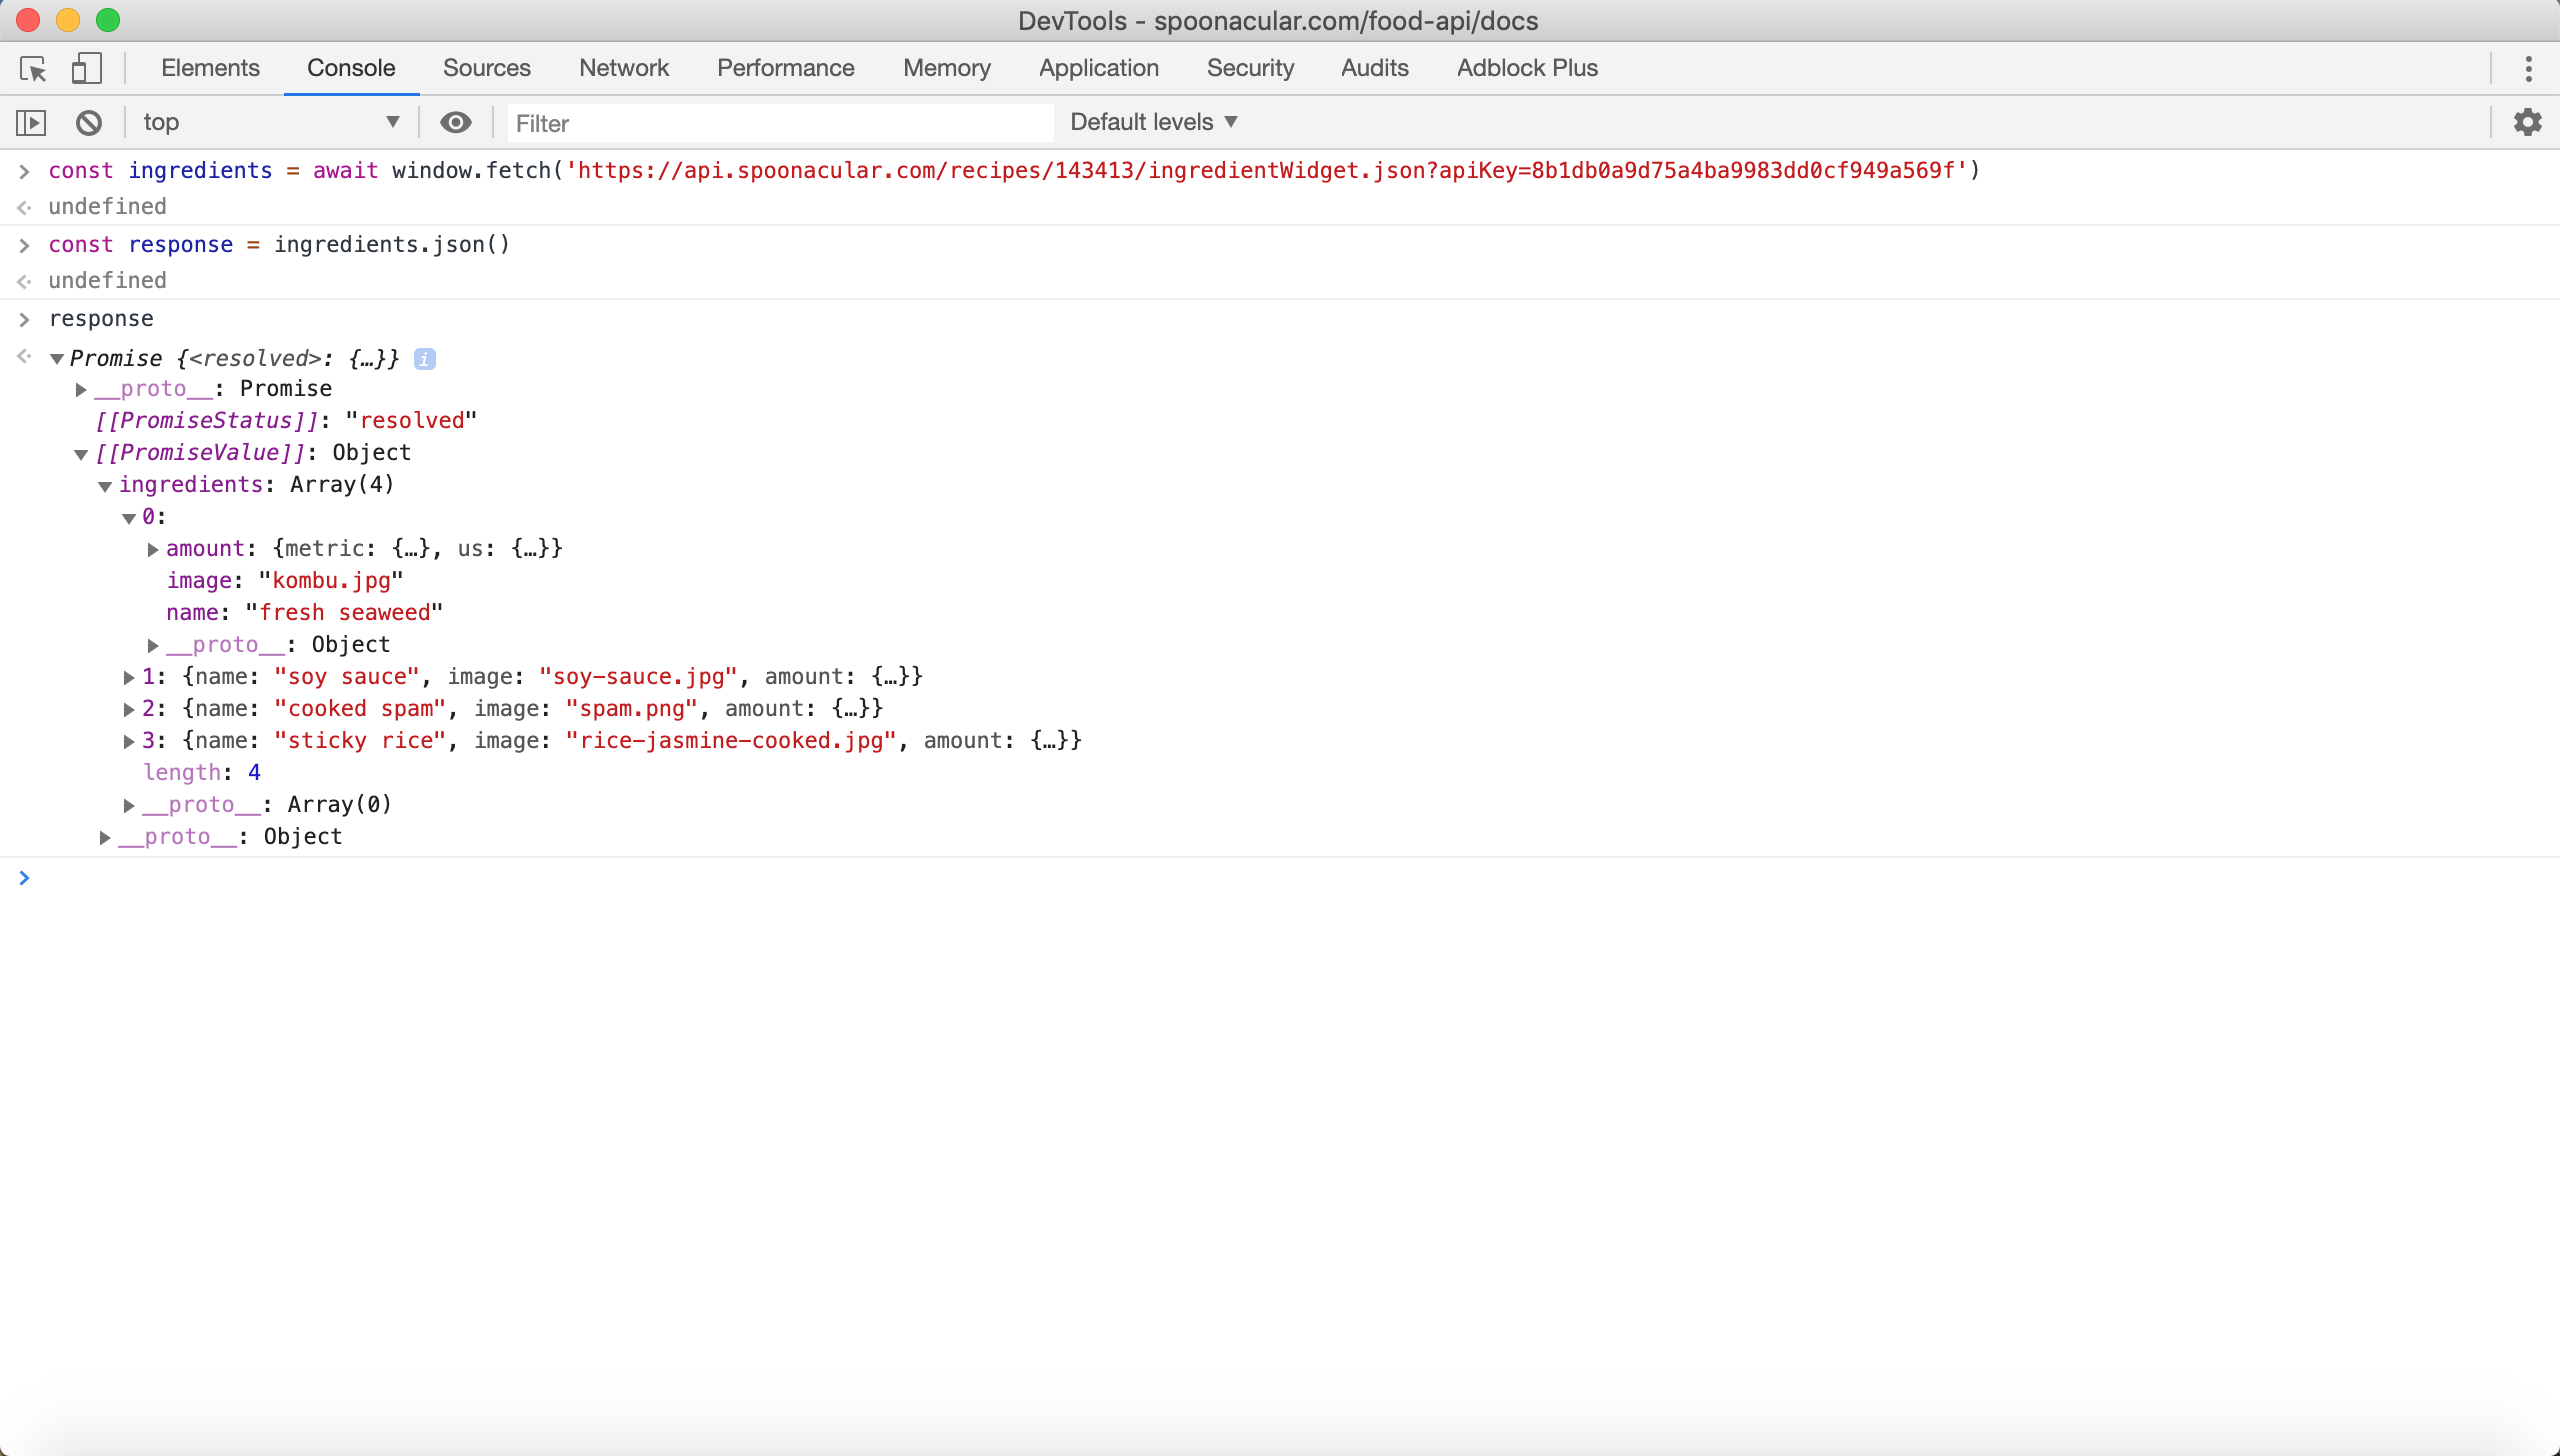 DevTools - spoonacular.com/food-api/docs
Elements Console Sources Network Performance Memory Application Security Audits Adblock Plus
top Filter Default levels
const ingredients = await window.fetch('https://api.spoonacular.com/recipes/143413/ingredientWidget.json?apiKey=8b1db0a9d75a4ba9983dd0cf949a569f')
undefined
const response = ingredients.json()
undefined
response
Promise {<resolved>: {…}} i
__proto__: Promise
[[PromiseStatus]]: "resolved"
[[PromiseValue]]: Object
ingredients: Array(4)
0:
amount: {metric: {…}, us: {…}}
image: "kombu.jpg"
name: "fresh seaweed"
__proto__: Object
1: {name: "soy sauce", image: "soy-sauce.jpg", amount: {…}}
2: {name: "cooked spam", image: "spam.png", amount: {…}}
3: {name: "sticky rice", image: "rice-jasmine-cooked.jpg", amount: {…}}
length: 4
__proto__: Array(0)
__proto__: Object